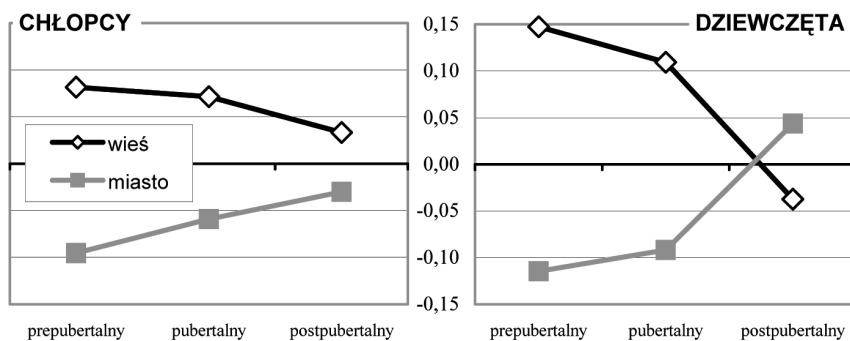 CHŁOPCY
wieś
miasto
prepubertalny pubertalny postpubertalny
0,15
0,10
0,05
0,00
-0,05
-0,10
-0,15
DZIEWCZĘTA
prepubertalny pubertalny postpubertalny